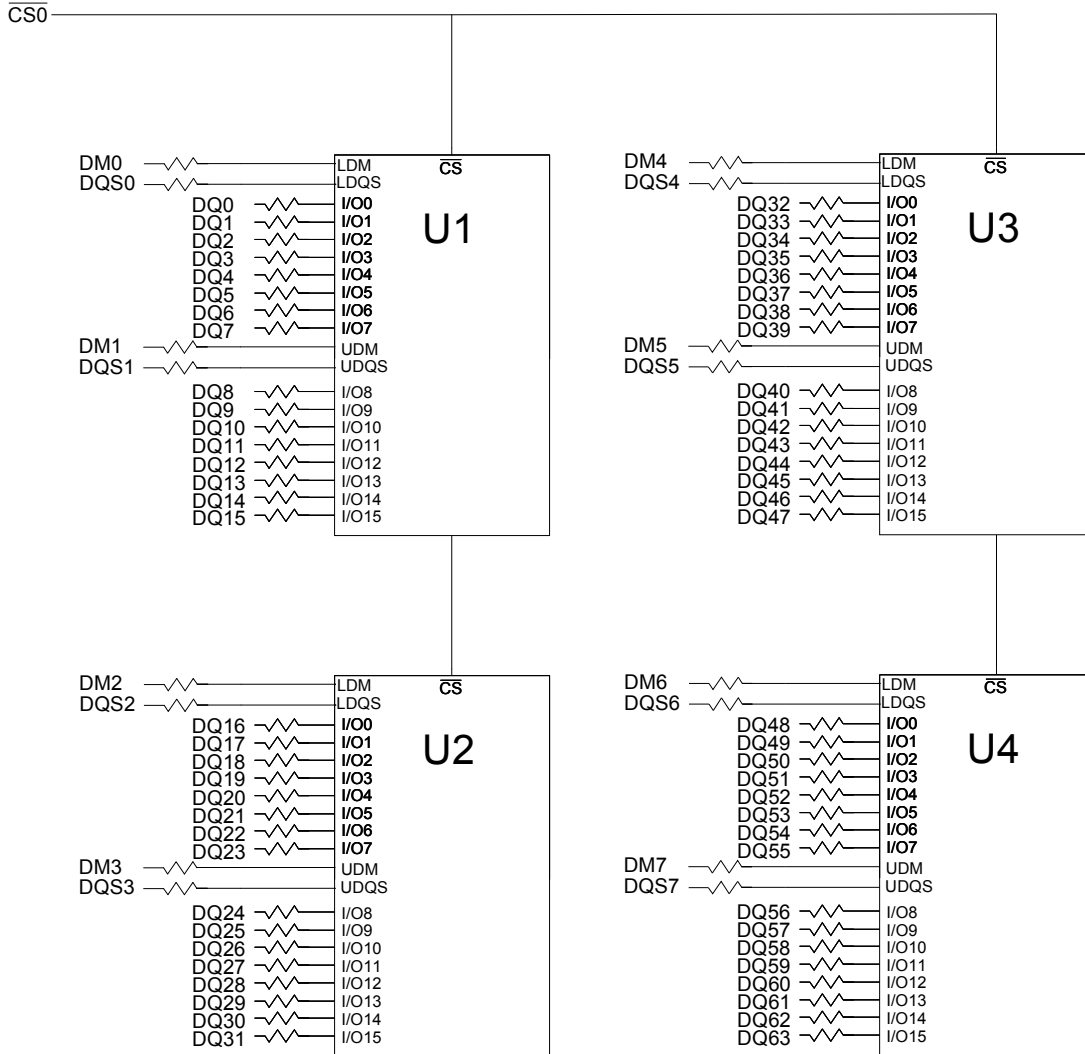 CS0
DM0 LDM CS
DQS0 LDQS
DQ0 I/O0
DQ1 I/O1
U1
DQ2 I/O2
DQ3 I/O3
DQ4 I/O4
DQ5 I/O5
DQ6 I/O6
DQ7 I/O7
DM1 UDM
DQS1 UDQS
DQ8 I/O8
DQ9 I/O9
DQ10 I/O10
DQ11 I/O11
DQ12 I/O12
DQ13 I/O13
DQ14 I/O14
DQ15 I/O15
DM4 LDM CS
DQS4 LDQS
DQ32 I/O0
DQ33 I/O1
U3
DQ34 I/O2
DQ35 I/O3
DQ36 I/O4
DQ37 I/O5
DQ38 I/O6
DQ39 I/O7
DM5 UDM
DQS5 UDQS
DQ40 I/O8
DQ41 I/O9
DQ42 I/O10
DQ43 I/O11
DQ44 I/O12
DQ45 I/O13
DQ46 I/O14
DQ47 I/O15
DM2 LDM CS
DQS2 LDQS
DQ16 I/O0
DQ17 I/O1
U2
DQ18 I/O2
DQ19 I/O3
DQ20 I/O4
DQ21 I/O5
DQ22 I/O6
DQ23 I/O7
DM3 UDM
DQS3 UDQS
DQ24 I/O8
DQ25 I/O9
DQ26 I/O10
DQ27 I/O11
DQ28 I/O12
DQ29 I/O13
DQ30 I/O14
DQ31 I/O15
DM6 LDM CS
DQS6 LDQS
DQ48 I/O0
DQ49 I/O1
U4
DQ50 I/O2
DQ51 I/O3
DQ52 I/O4
DQ53 I/O5
DQ54 I/O6
DQ55 I/O7
DM7 UDM
DQS7 UDQS
DQ56 I/O8
DQ57 I/O9
DQ58 I/O10
DQ59 I/O11
DQ60 I/O12
DQ61 I/O13
DQ62 I/O14
DQ63 I/O15